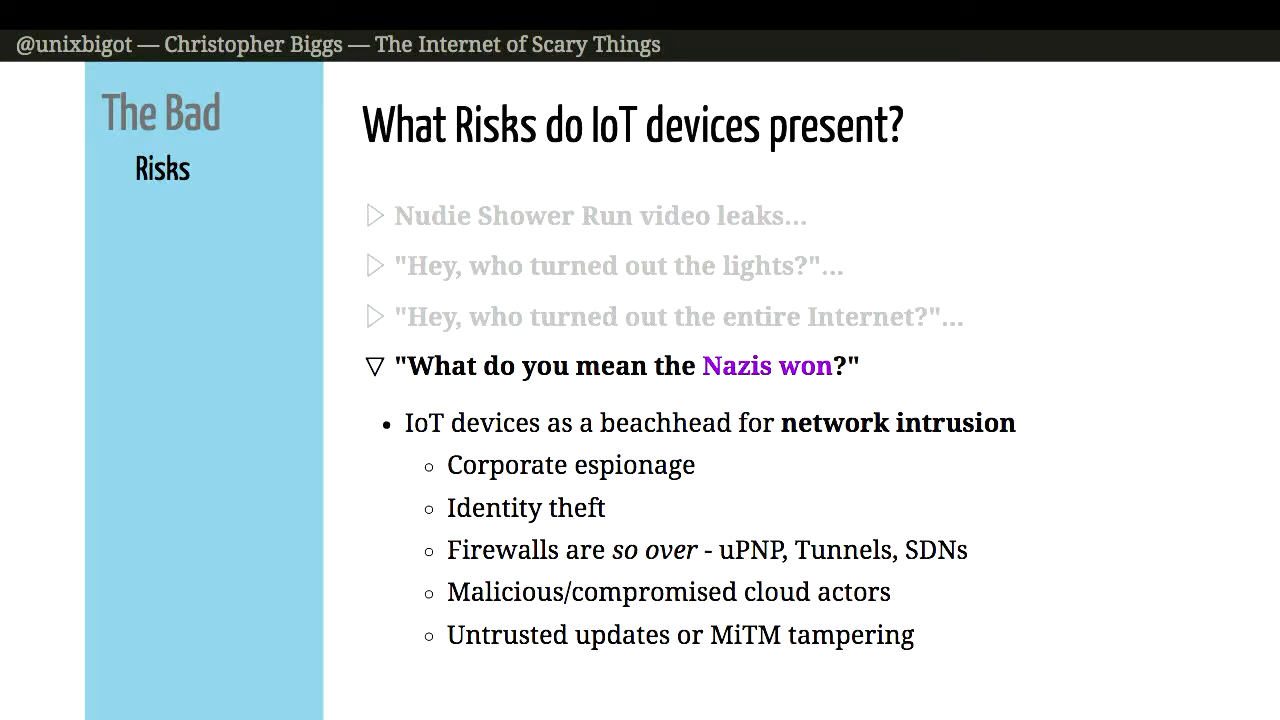 @unixbigot — Christopher Biggs — The Internet of Scary Things
The Bad
Risks
What Risks do IoT devices present?
▷ Nudie Shower Run video leaks...
▷ "Hey, who turned out the lights?"...
▷ "Hey, who turned out the entire Internet?"...
▽ "What do you mean the Nazis won?"
• IoT devices as a beachhead for network intrusion
◦ Corporate espionage
◦ Identity theft
◦ Firewalls are so over - uPNP, Tunnels, SDNs
◦ Malicious/compromised cloud actors
◦ Untrusted updates or MiTM tampering